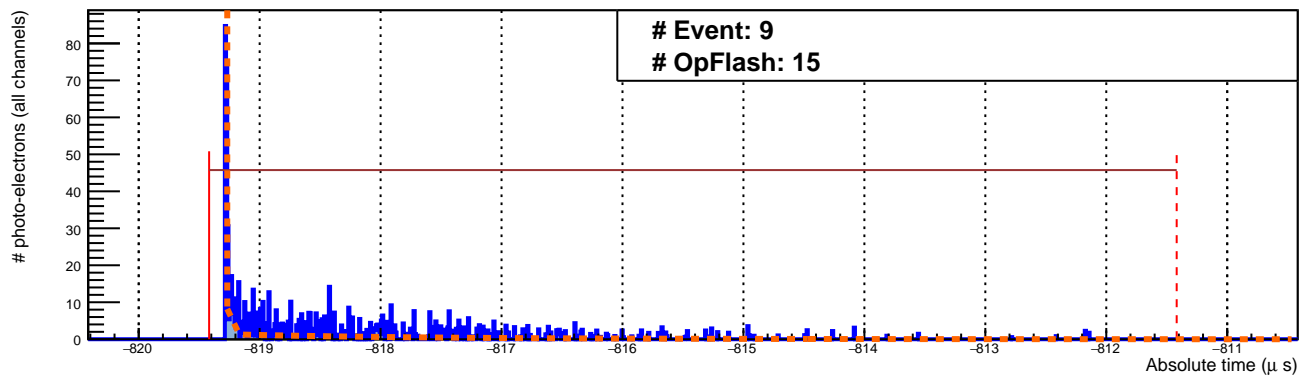 # Event: 9
# OpFlash: 15
# photo-electrons (all channels)
80
70
60
50
40
30
20
10
0
−820 −819 −818 −817 −816 −815 −814 −813 −812 −811
Absolute time (μ s)